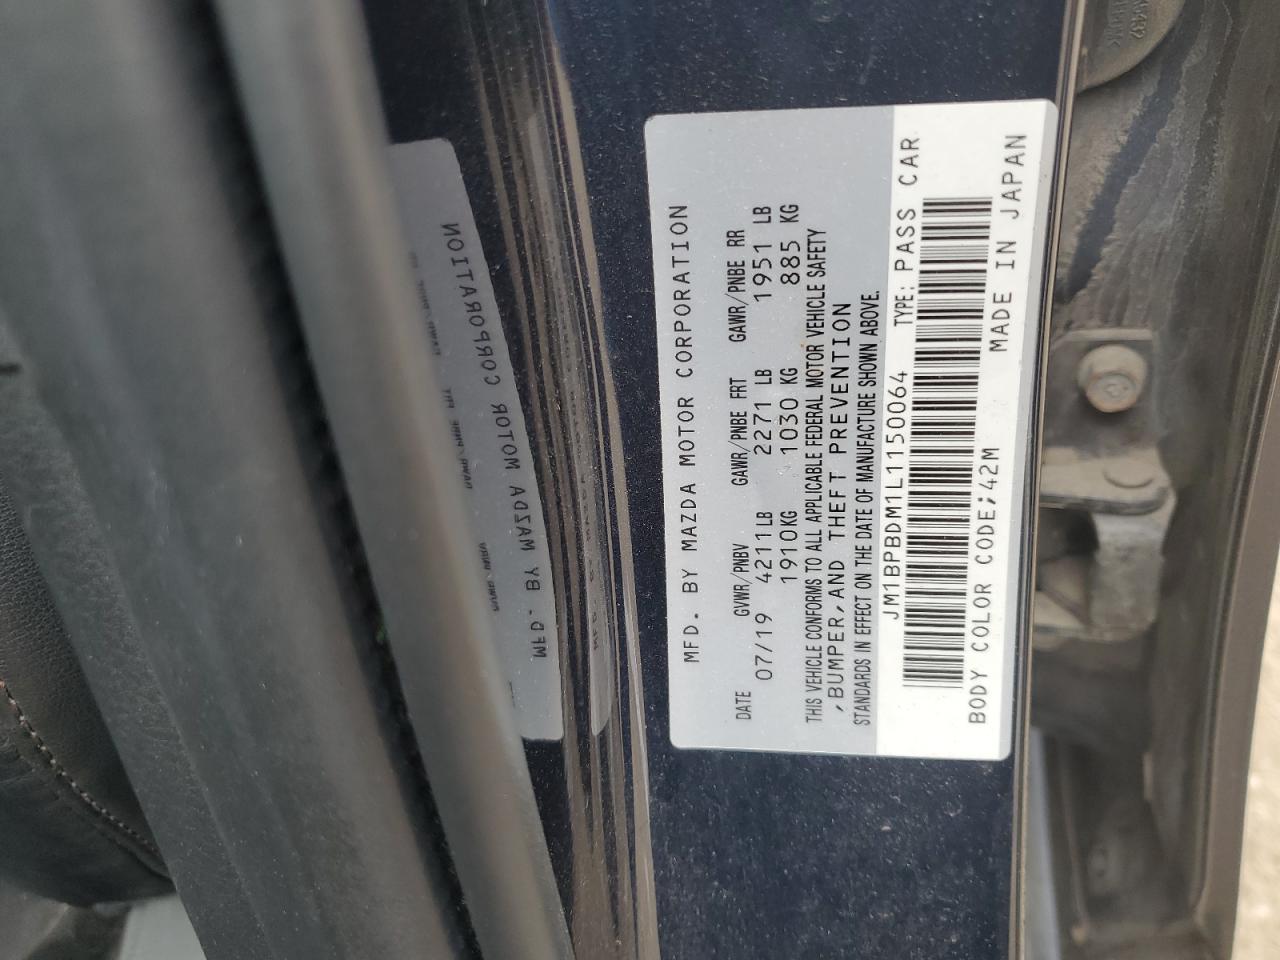 MFD. BY MAZDA MOTOR CORPORATION
DATE GVWR/PNBV GAWR/PNBE FRT GAWR/PNBE RR
07/19 4211LB 2271 LB 1951 LB
1910KG 1030 KG 885 KG
THIS VEHICLE CONFORMS TO ALL APPLICABLE FEDERAL MOTOR VEHICLE SAFETY
,BUMPER,AND THEFT PREVENTION
STANDARDS IN EFFECT ON THE DATE OF MANUFACTURE SHOWN ABOVE.
JM1BPBDM1L1150064 TYPE: PASS CAR
BODY COLOR CODE;42M MADE IN JAPAN
MFD. BY MAZDA MOTOR CORPORATION